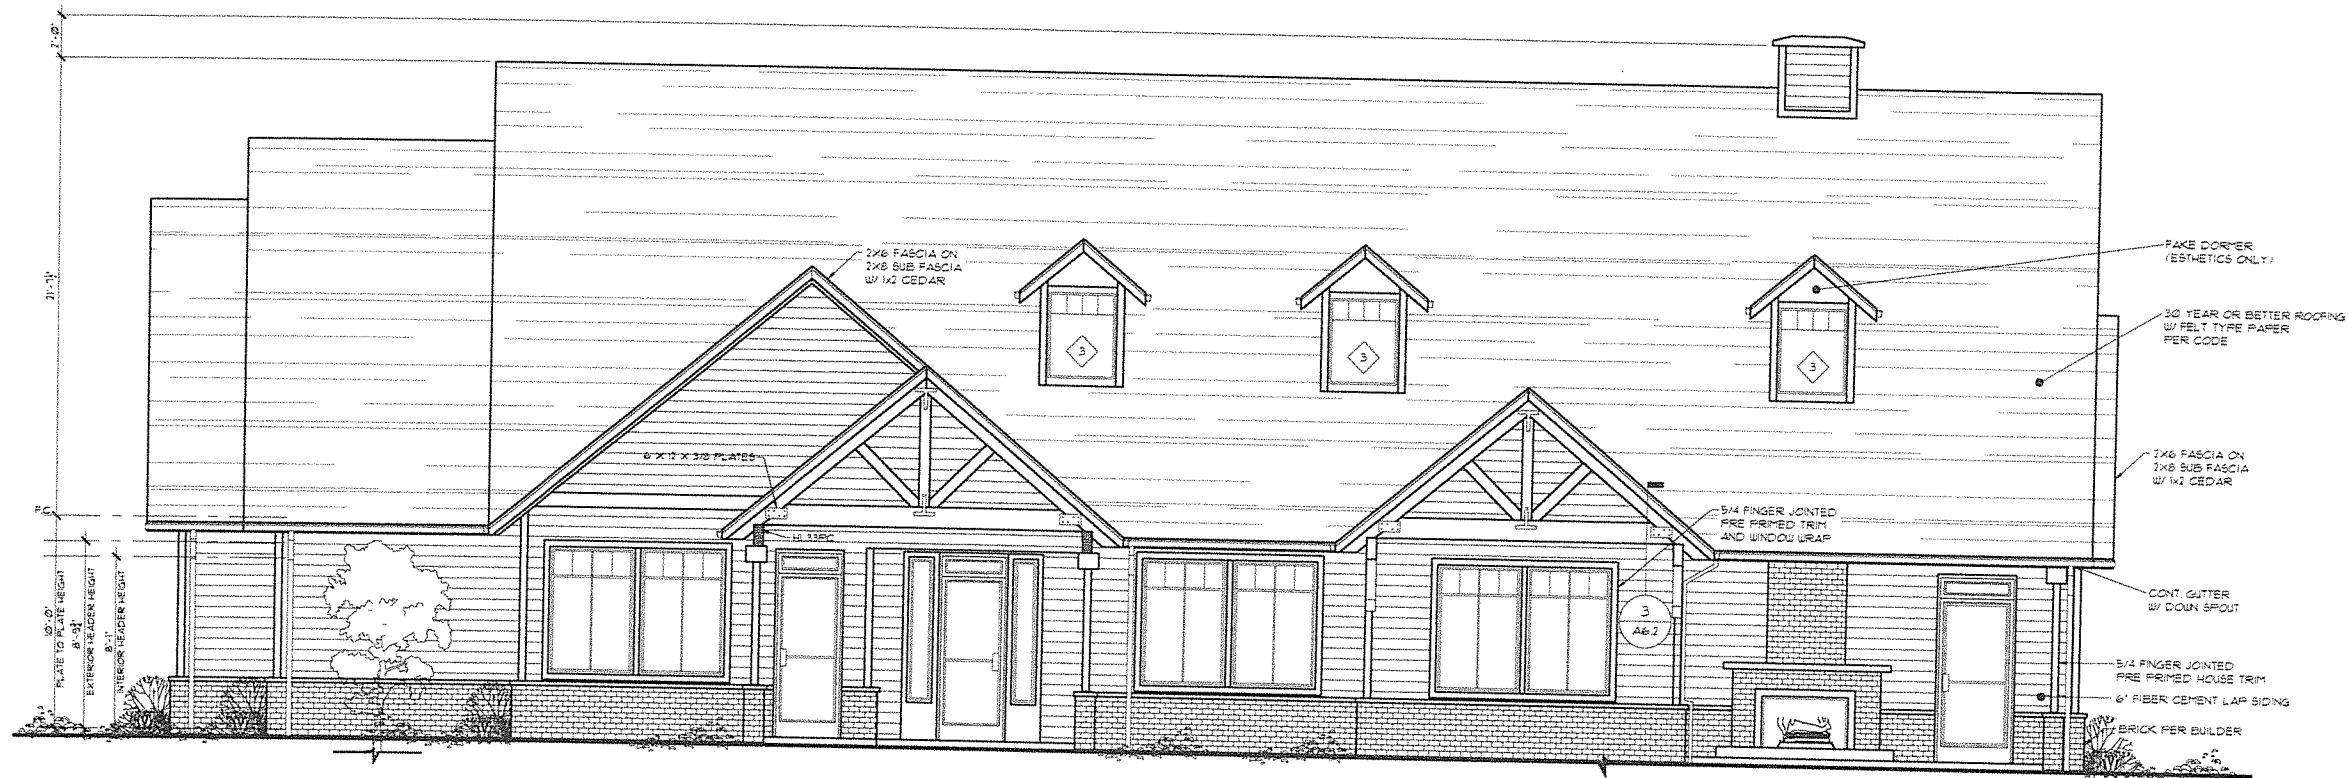 2'-0"
21'-7¾"
P.C.
10'-0"
PLATE TO PLATE HEIGHT
8'-9¾"
EXTERIOR HEADER HEIGHT
8'-1"
INTERIOR HEADER HEIGHT
2X6 FASCIA ON
2X8 SUB FASCIA
W/ 1x2 CEDAR
6 X 12 X 3/8 PLATES
HL33PC
3
3
3
5/4 FINGER JOINTED
PRE PRIMED TRIM
AND WINDOW WRAP
3
A6.2
FAKE DORMER
(ESTHETICS ONLY)
30 YEAR OR BETTER ROOFING
W/ FELT TYPE PAPER
PER CODE
2X6 FASCIA ON
2X8 SUB FASCIA
W/ 1x2 CEDAR
CONT. GUTTER
W/ DOWN SPOUT
5/4 FINGER JOINTED
PRE PRIMED HOUSE TRIM
6" FIBER CEMENT LAP SIDING
BRICK PER BUILDER